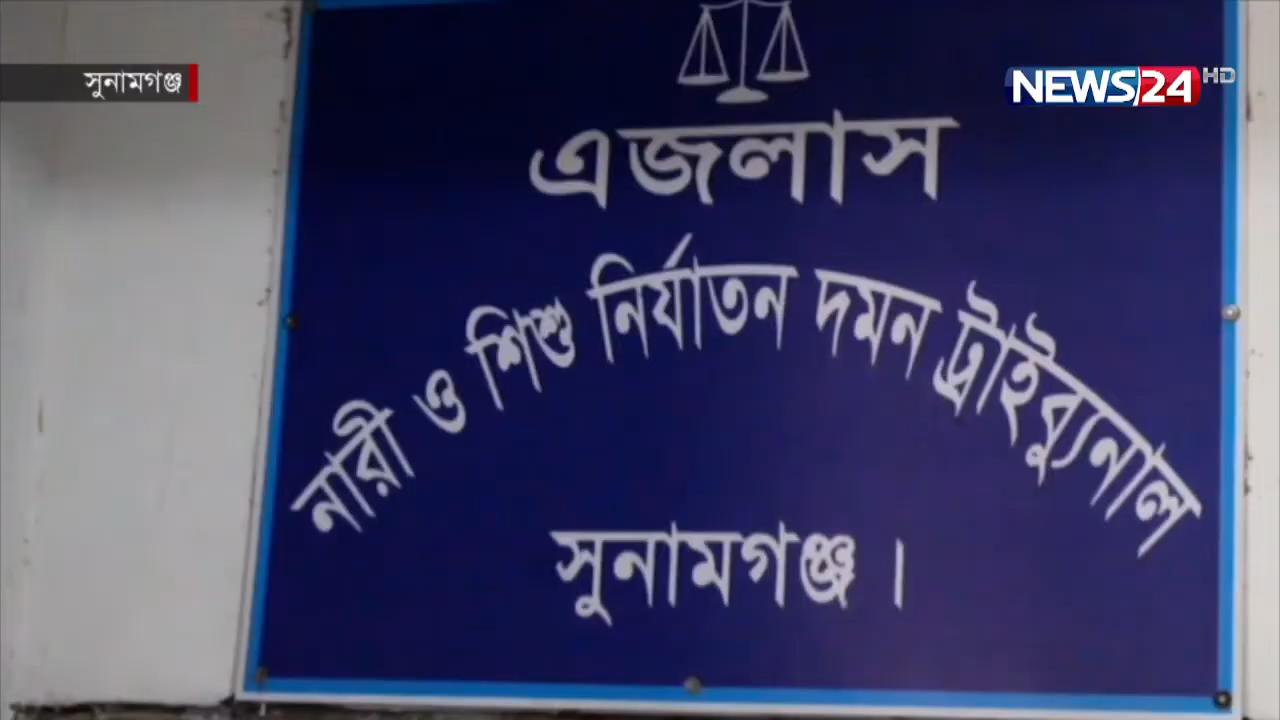 সুনামগঞ্জ
NEWS24 HD
এজলাস
নারী ও শিশু নির্যাতন দমন ট্রাইব্যুনাল
সুনামগঞ্জ।